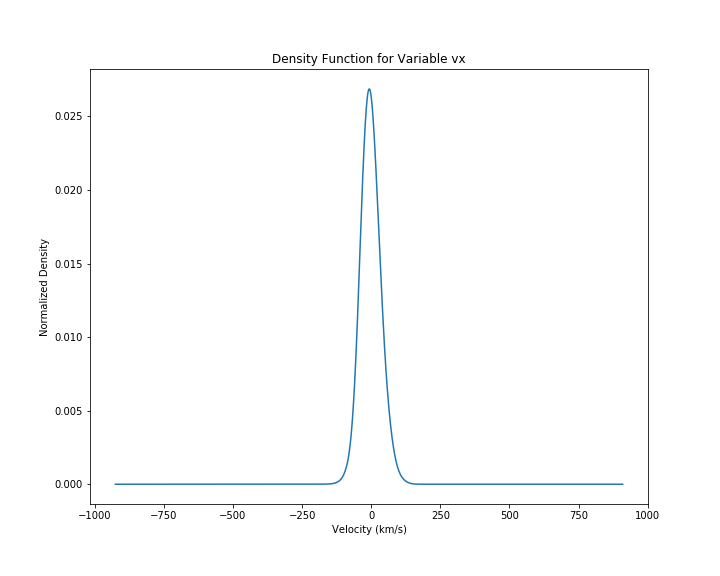 Density Function for Variable vx
Normalized Density
0.025
0.020
0.015
0.010
0.005
0.000
−1000 −750 −500 −250 0 250 500 750 1000
Velocity (km/s)